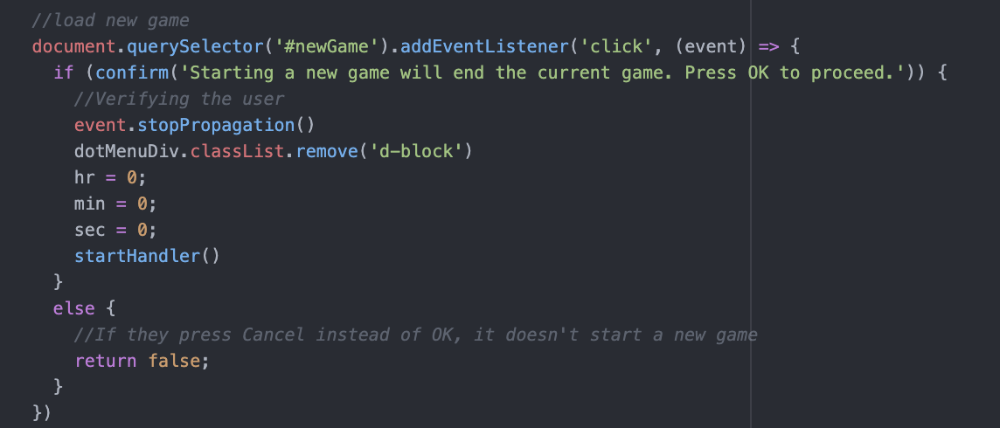 //load new game
document.querySelector('#newGame').addEventListener('click', (event) => {
  if (confirm('Starting a new game will end the current game. Press OK to proceed.')) {
    //Verifying the user
    event.stopPropagation()
    dotMenuDiv.classList.remove('d-block')
    hr = 0;
    min = 0;
    sec = 0;
    startHandler()
  }
  else {
    //If they press Cancel instead of OK, it doesn't start a new game
    return false;
  }
})